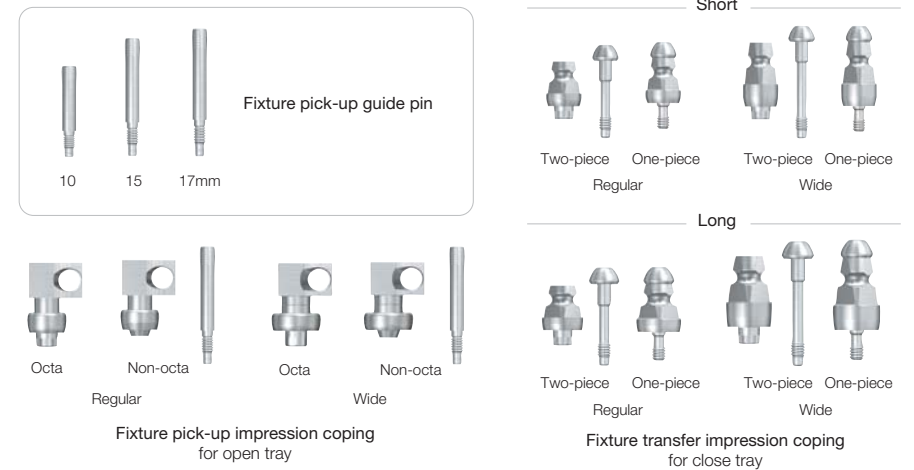 Fixture pick-up guide pin
10 15 17mm
Octa Non-octa Octa Non-octa
Regular Wide
Fixture pick-up impression coping
for open tray
Short
Two-piece One-piece Two-piece One-piece
Regular Wide
Long
Two-piece One-piece Two-piece One-piece
Regular Wide
Fixture transfer impression coping
for close tray